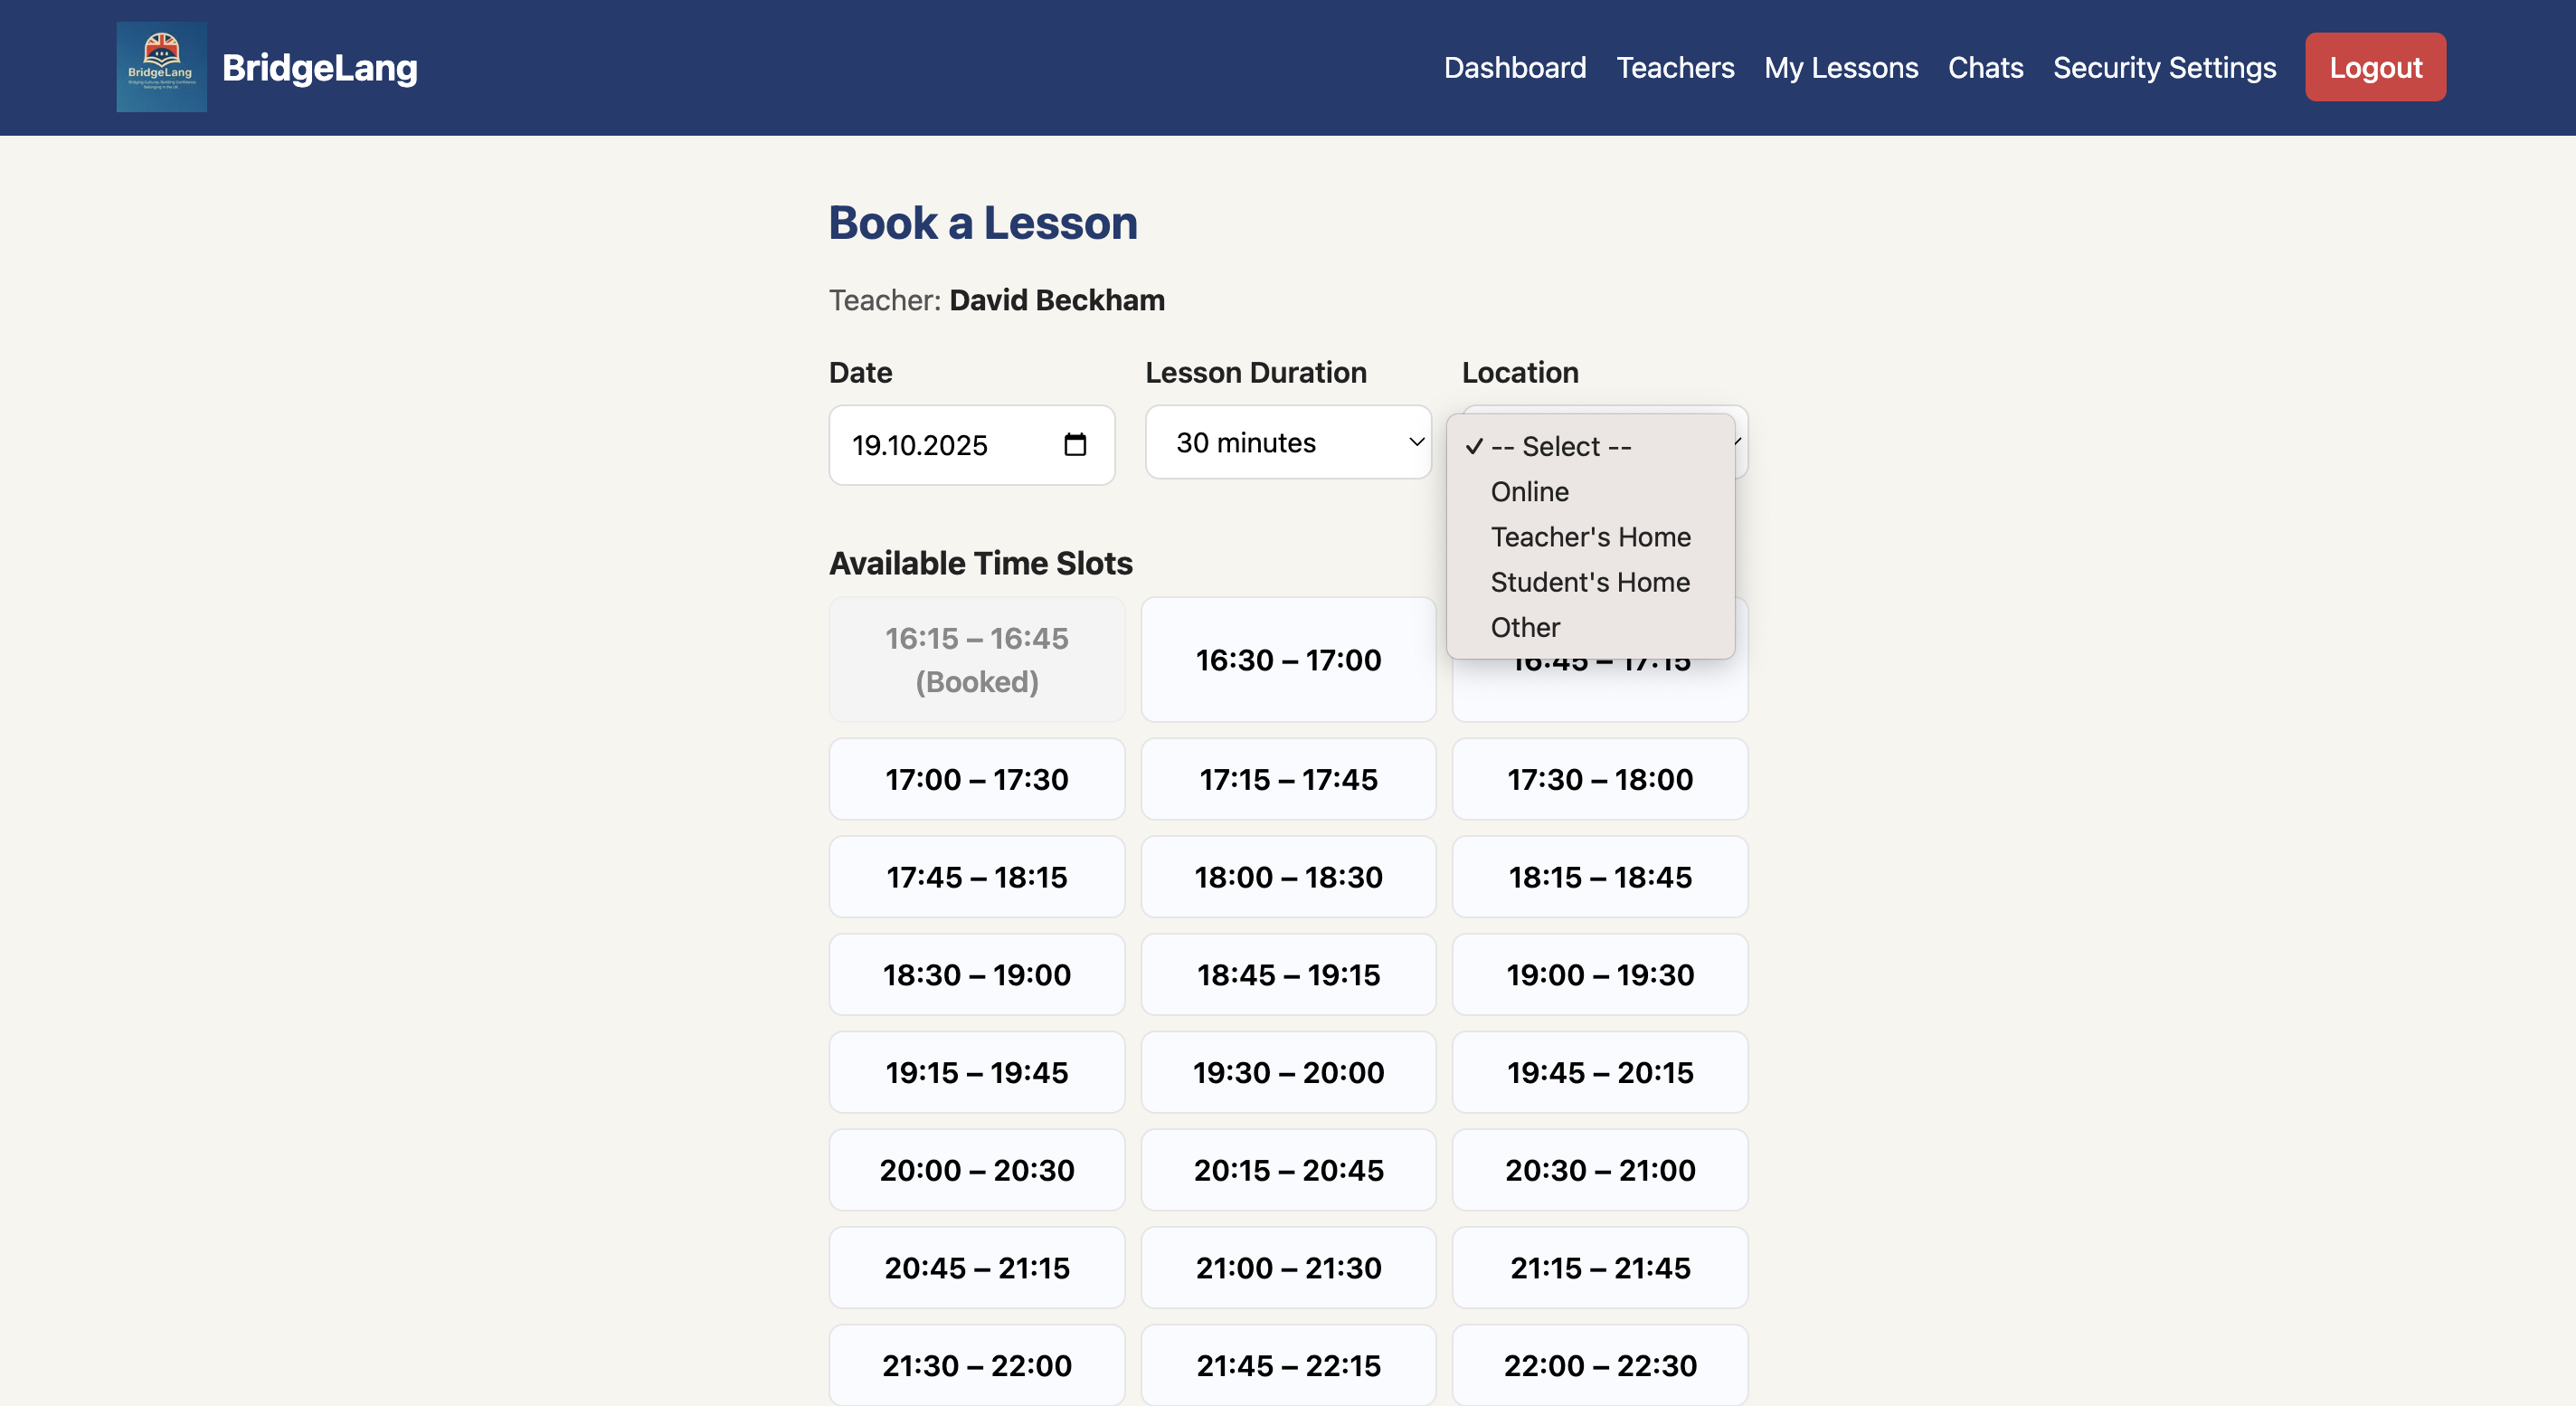 BridgeLang
BridgeLang
Dashboard
Teachers
My Lessons
Chats
Security Settings
Logout
Book a Lesson
Teacher: David Beckham
Date
Lesson Duration
Location
19.10.2025
30 minutes
✓ -- Select --
Online
Teacher's Home
Student's Home
Other
Available Time Slots
16:15 – 16:45
(Booked)
16:30 – 17:00
16:45 – 17:15
17:00 – 17:30
17:15 – 17:45
17:30 – 18:00
17:45 – 18:15
18:00 – 18:30
18:15 – 18:45
18:30 – 19:00
18:45 – 19:15
19:00 – 19:30
19:15 – 19:45
19:30 – 20:00
19:45 – 20:15
20:00 – 20:30
20:15 – 20:45
20:30 – 21:00
20:45 – 21:15
21:00 – 21:30
21:15 – 21:45
21:30 – 22:00
21:45 – 22:15
22:00 – 22:30